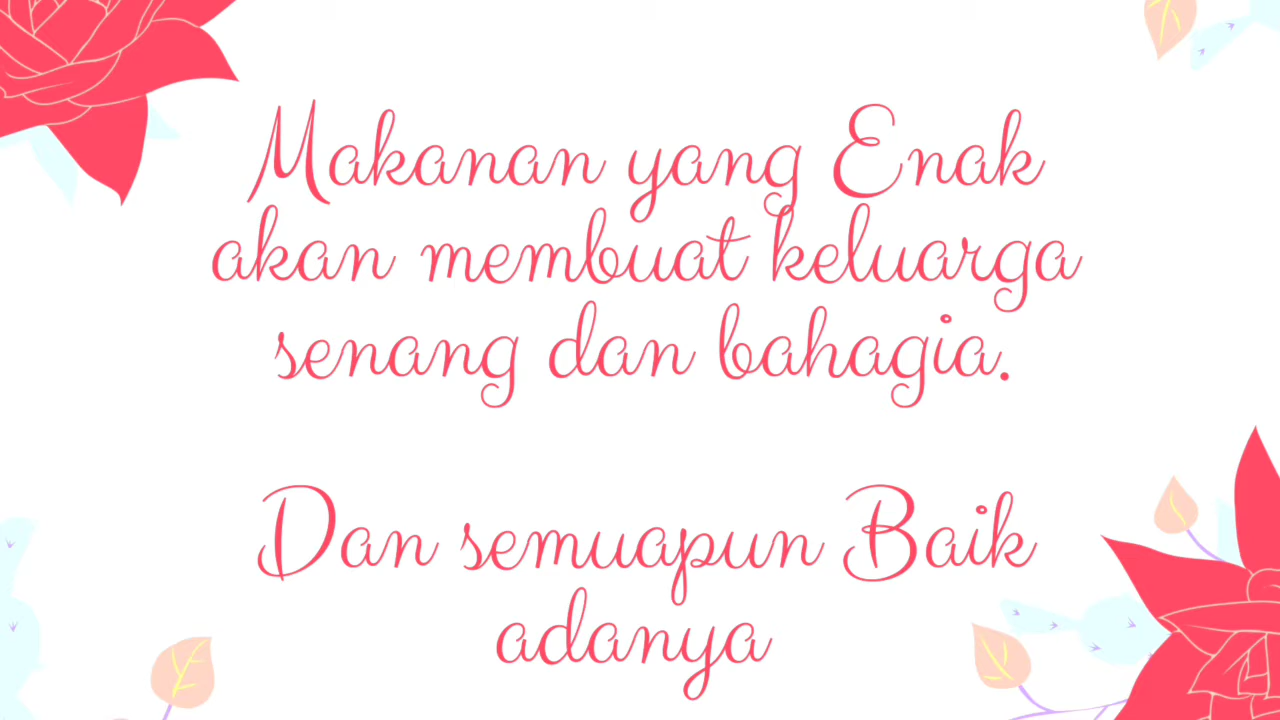 Makanan yang Enak
akan membuat keluarga
senang dan bahagia.
Dan semuapun Baik
adanya